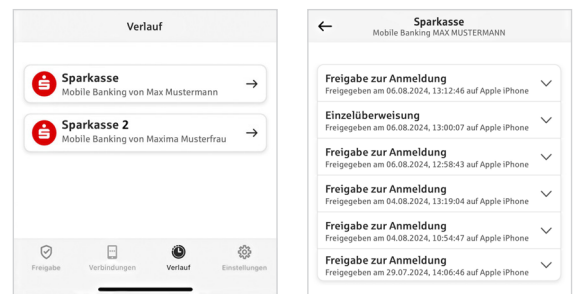 Verlauf
Sparkasse
Mobile Banking von Max Mustermann
Sparkasse 2
Mobile Banking von Maxima Musterfrau
Freigabe
Verbindungen
Verlauf
Einstellungen
Sparkasse
Mobile Banking MAX MUSTERMANN
Freigabe zur Anmeldung
Freigegeben am 06.08.2024, 13:12:46 auf Apple iPhone
Einzelüberweisung
Freigegeben am 06.08.2024, 13:00:07 auf Apple iPhone
Freigabe zur Anmeldung
Freigegeben am 06.08.2024, 12:58:43 auf Apple iPhone
Freigabe zur Anmeldung
Freigegeben am 04.08.2024, 13:19:04 auf Apple iPhone
Freigabe zur Anmeldung
Freigegeben am 04.08.2024, 10:54:47 auf Apple iPhone
Freigabe zur Anmeldung
Freigegeben am 29.07.2024, 14:06:46 auf Apple iPhone